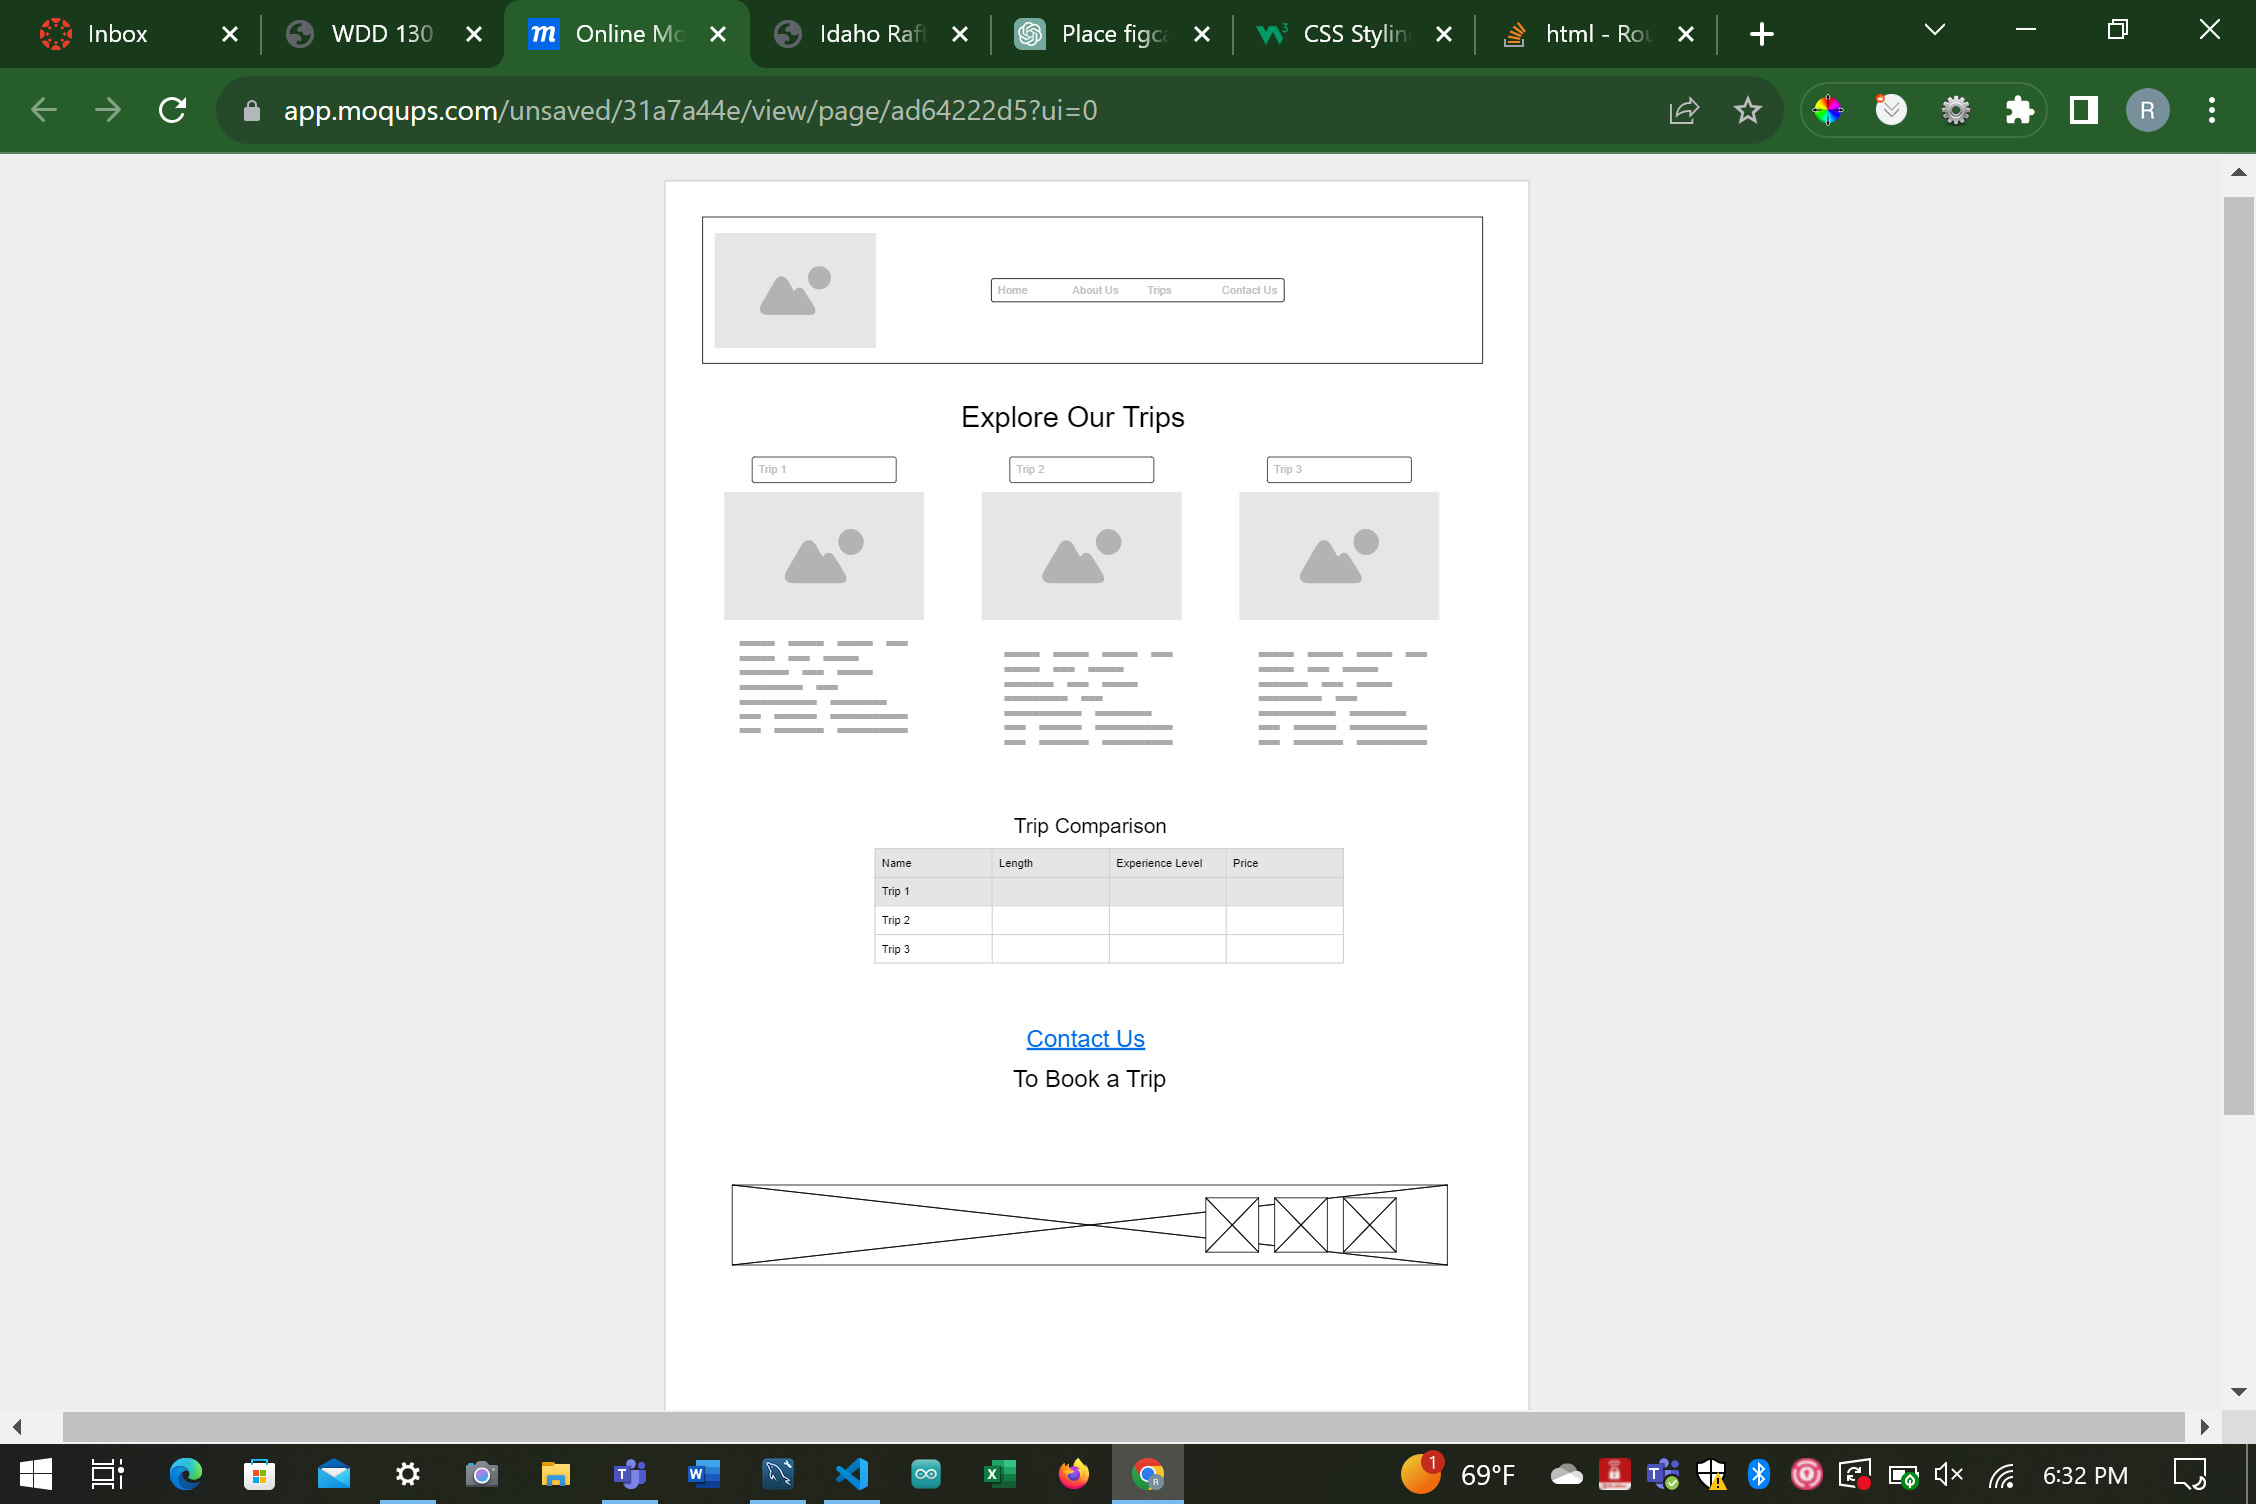 Inbox
WDD 130
Online Mo
Idaho Raft
Place figca
CSS Stylin
html - Rou
app.moqups.com/unsaved/31a7a44e/view/page/ad64222d5?ui=0
R
Home About Us Trips Contact Us
Explore Our Trips
Trip 1 Trip 2 Trip 3
Trip Comparison
Name Length Experience Level Price
Trip 1
Trip 2
Trip 3
Contact Us
To Book a Trip
1
69°F
6:32 PM